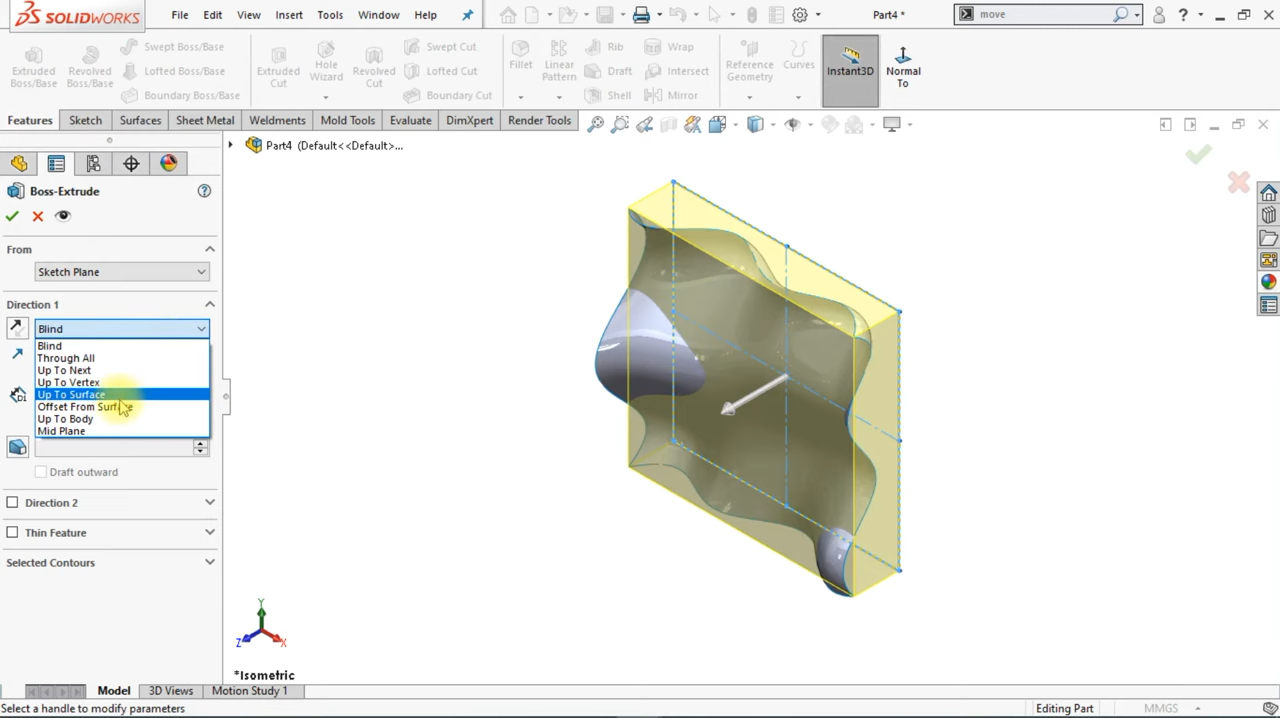 3S SOLIDWORKS File Edit View Insert Tools Window Help Part4 * move ?
Extruded Boss/Base
Revolved Boss/Base
Swept Boss/Base
Lofted Boss/Base
Boundary Boss/Base
Extruded Cut
Hole Wizard
Revolved Cut
Swept Cut
Lofted Cut
Boundary Cut
Fillet
Linear Pattern
Rib
Draft
Shell
Wrap
Intersect
Mirror
Reference Geometry
Curves
Instant3D
Normal To
Features Sketch Surfaces Sheet Metal Weldments Mold Tools Evaluate DimXpert Render Tools
Part4 (Default<<Default>...
Boss-Extrude ?
From
Sketch Plane
Direction 1
Blind
Blind
Through All
Up To Next
Up To Vertex
Up To Surface
Offset From Surface
Up To Body
Mid Plane
D1
Draft outward
Direction 2
Thin Feature
Selected Contours
Y
Z X
*Isometric
Model 3D Views Motion Study 1
Select a handle to modify parameters Editing Part MMGS